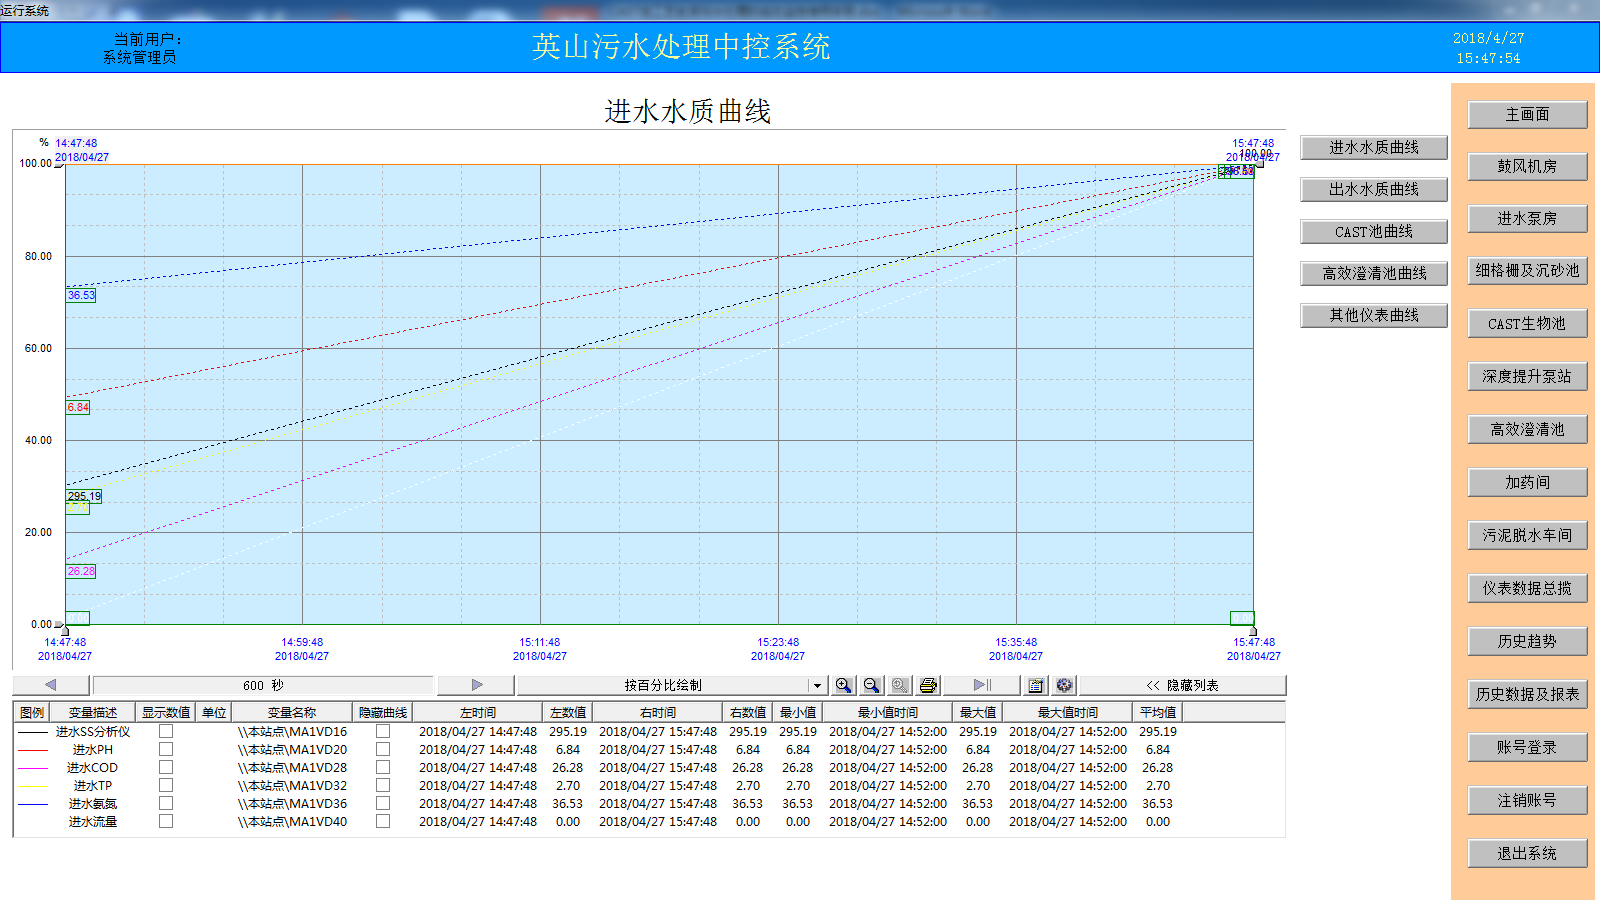 运行系统
当前用户:
系统管理员
英山污水处理中控系统
2018/4/27
15:47:54
进水水质曲线
%
14:47:48
2018/04/27
15:47:48
2018/04/27
100.00
100.00
80.00
60.00
40.00
20.00
0.00
36.53
6.84
295.19
26.28
14:47:48
2018/04/27
14:59:48
2018/04/27
15:11:48
2018/04/27
15:23:48
2018/04/27
15:35:48
2018/04/27
15:47:48
2018/04/27
600 秒
按百分比绘制
<< 隐藏列表
图例 变量描述 显示数值 单位 变量名称 隐藏曲线 左时间 左数值 右时间 右数值 最小值 最小值时间 最大值 最大值时间 平均值
进水SS分析仪 \\本站点\MA1VD16 2018/04/27 14:47:48 295.19 2018/04/27 15:47:48 295.19 295.19 2018/04/27 14:52:00 295.19 2018/04/27 14:52:00 295.19
进水PH \\本站点\MA1VD20 2018/04/27 14:47:48 6.84 2018/04/27 15:47:48 6.84 6.84 2018/04/27 14:52:00 6.84 2018/04/27 14:52:00 6.84
进水COD \\本站点\MA1VD28 2018/04/27 14:47:48 26.28 2018/04/27 15:47:48 26.28 26.28 2018/04/27 14:52:00 26.28 2018/04/27 14:52:00 26.28
进水TP \\本站点\MA1VD32 2018/04/27 14:47:48 2.70 2018/04/27 15:47:48 2.70 2.70 2018/04/27 14:52:00 2.70 2018/04/27 14:52:00 2.70
进水氨氮 \\本站点\MA1VD36 2018/04/27 14:47:48 36.53 2018/04/27 15:47:48 36.53 36.53 2018/04/27 14:52:00 36.53 2018/04/27 14:52:00 36.53
进水流量 \\本站点\MA1VD40 2018/04/27 14:47:48 0.00 2018/04/27 15:47:48 0.00 0.00 2018/04/27 14:52:00 0.00 2018/04/27 14:52:00 0.00
进水水质曲线
出水水质曲线
CAST池曲线
高效澄清池曲线
其他仪表曲线
主画面
鼓风机房
进水泵房
细格栅及沉砂池
CAST生物池
深度提升泵站
高效澄清池
加药间
污泥脱水车间
仪表数据总揽
历史趋势
历史数据及报表
账号登录
注销账号
退出系统